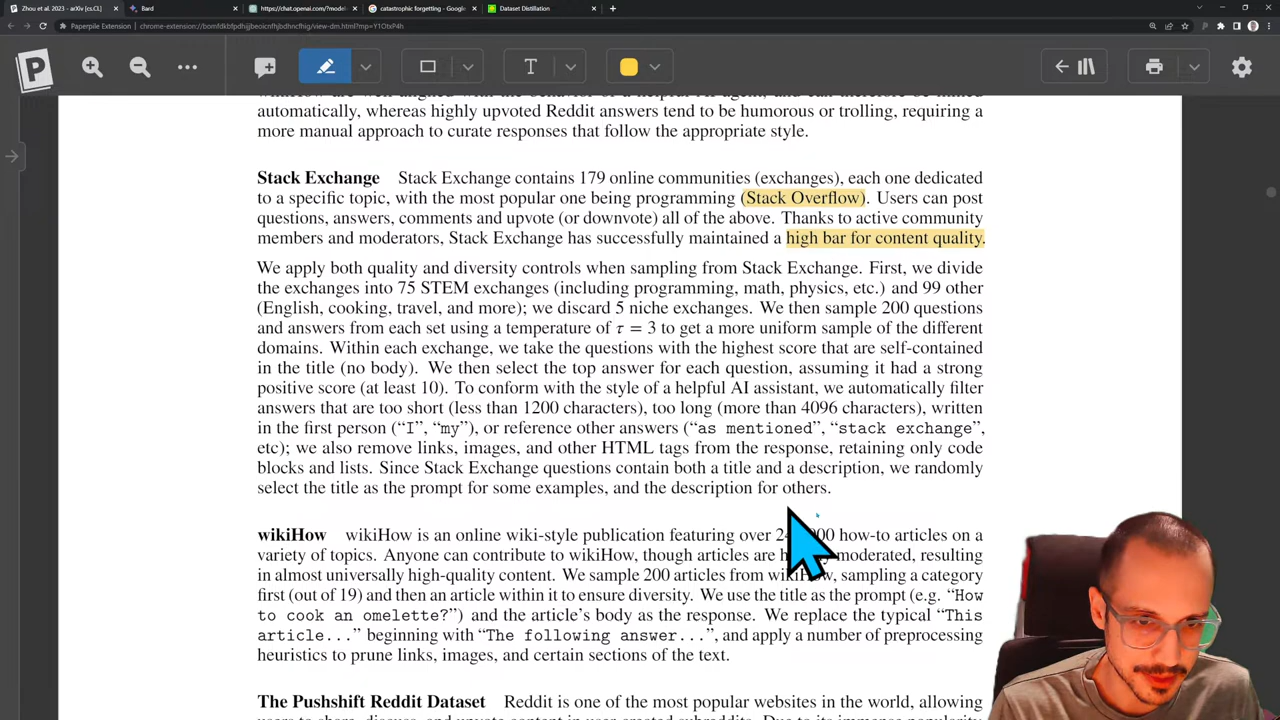 Zhou et al. 2023 - arXiv [cs.CL]
Bard
https://chat.openai.com/?model
catastrophic forgetting - Google
Dataset Distillation
Paperpile Extension
T
automatically, whereas highly upvoted Reddit answers tend to be humorous or trolling, requiring
a more manual approach to curate responses that follow the appropriate style.
Stack Exchange Stack Exchange contains 179 online communities (exchanges), each one dedicated
to a specific topic, with the most popular one being programming (Stack Overflow). Users can post
questions, answers, comments and upvote (or downvote) all of the above. Thanks to active community
members and moderators, Stack Exchange has successfully maintained a high bar for content quality.
We apply both quality and diversity controls when sampling from Stack Exchange. First, we divide
the exchanges into 75 STEM exchanges (including programming, math, physics, etc.) and 99 other
(English, cooking, travel, and more); we discard 5 niche exchanges. We then sample 200 questions
and answers from each set using a temperature of τ = 3 to get a more uniform sample of the different
domains. Within each exchange, we take the questions with the highest score that are self-contained
in the title (no body). We then select the top answer for each question, assuming it had a strong
positive score (at least 10). To conform with the style of a helpful AI assistant, we automatically filter
answers that are too short (less than 1200 characters), too long (more than 4096 characters), written
in the first person (“I”, “my”), or reference other answers (“as mentioned”, “stack exchange”,
etc); we also remove links, images, and other HTML tags from the response, retaining only code
blocks and lists. Since Stack Exchange questions contain both a title and a description, we randomly
select the title as the prompt for some examples, and the description for others.
wikiHow wikiHow is an online wiki-style publication featuring over how-to articles on a
variety of topics. Anyone can contribute to wikiHow, though articles are moderated, resulting
in almost universally high-quality content. We sample 200 articles from wikiHow, sampling a category
first (out of 19) and then an article within it to ensure diversity. We use the title as the prompt (e.g. “How
to cook an omelette?”) and the article’s body as the response. We replace the typical “This
article...” beginning with “The following answer...”, and apply a number of preprocessing
heuristics to prune links, images, and certain sections of the text.
The Pushshift Reddit Dataset Reddit is one of the most popular websites in the world, allowing